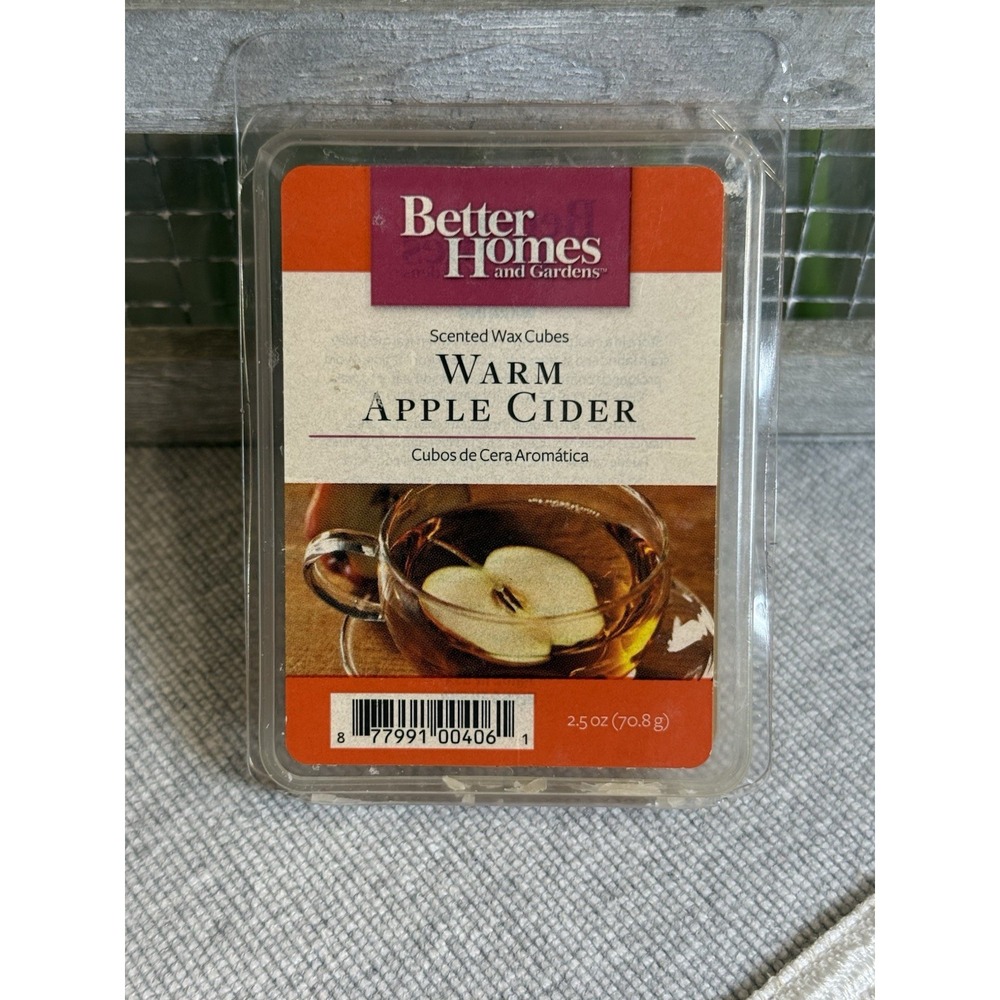 Better
Homes
and Gardens™
Scented Wax Cubes
WARM
APPLE CIDER
Cubos de Cera Aromática
8 77991 00406 1
2.5 oz (70.8 g)